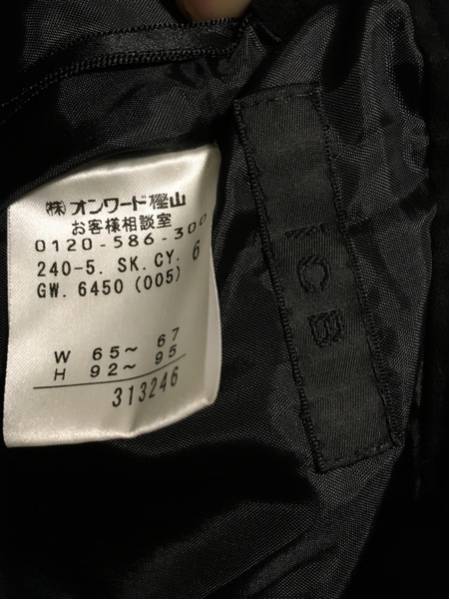 (株)オンワード樫山
お客様相談室
0120-586-300
240-5. SK. CY. 6
GW. 6450 (005)
W 65～ 67
H 92～ 95
313246
ICB